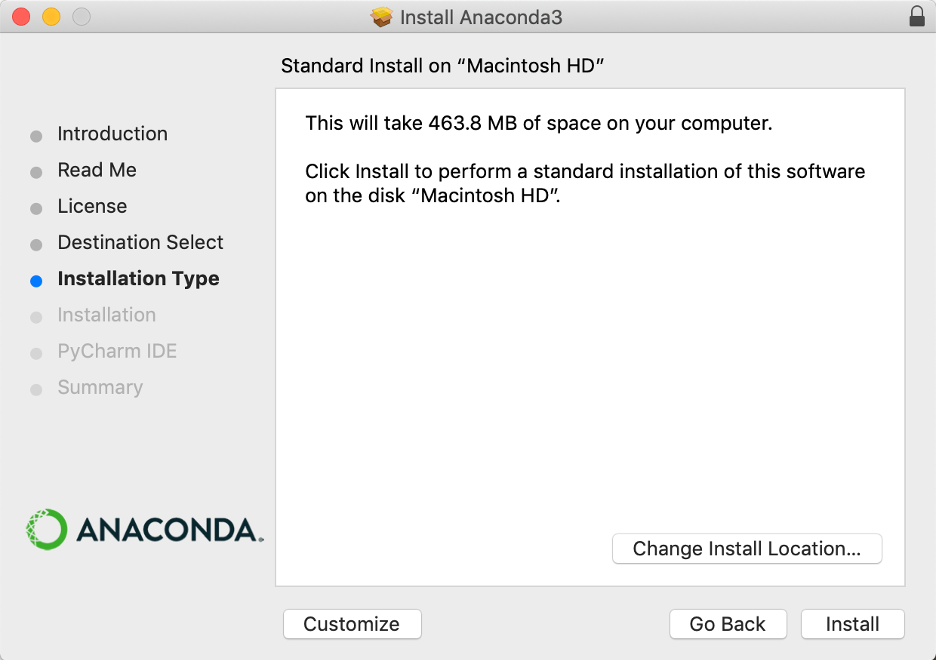 Install Anaconda3
Standard Install on “Macintosh HD”
Introduction
Read Me
License
Destination Select
Installation Type
Installation
PyCharm IDE
Summary
ANACONDA.
This will take 463.8 MB of space on your computer.
Click Install to perform a standard installation of this software
on the disk “Macintosh HD”.
Change Install Location...
Customize
Go Back
Install